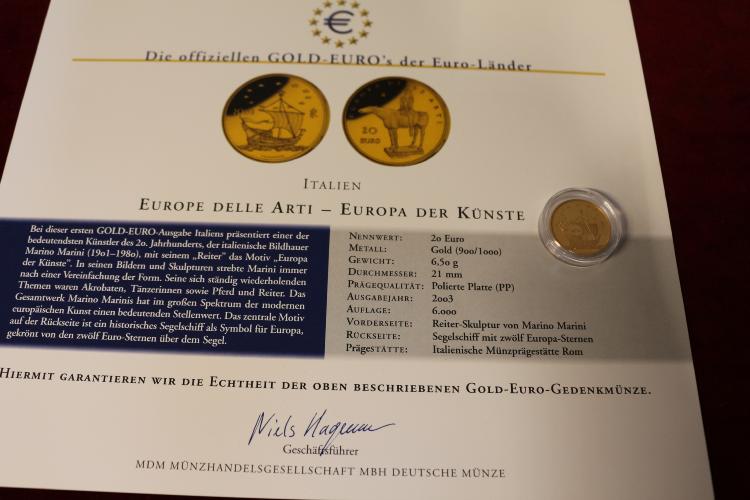 Die offiziellen GOLD-EURO's der Euro-Länder
20
EURO
ITALIEN
EUROPE DELLE ARTI – EUROPA DER KÜNSTE
Bei dieser ersten GOLD-EURO-Ausgabe Italiens präsentiert einer der
bedeutendsten Künstler des 20. Jahrhunderts, der italienische Bildhauer
Marino Marini (1901–1980), mit seinem „Reiter" das Motiv „Europa
der Künste". In seinen Bildern und Skulpturen strebte Marini immer
nach einer Vereinfachung der Form. Seine sich ständig wiederholenden
Themen waren Akrobaten, Tänzerinnen sowie Pferd und Reiter. Das
Gesamtwerk Marino Marinis hat im großen Spektrum der modernen
europäischen Kunst einen bedeutenden Stellenwert. Das zentrale Motiv
auf der Rückseite ist ein historisches Segelschiff als Symbol für Europa,
gekrönt von den zwölf Euro-Sternen über dem Segel.
NENNWERT: 20 Euro
METALL: Gold (900/1000)
GEWICHT: 6,50 g
DURCHMESSER: 21 mm
PRÄGEQUALITÄT: Polierte Platte (PP)
AUSGABEJAHR: 2003
AUFLAGE: 6.000
VORDERSEITE: Reiter-Skulptur von Marino Marini
RÜCKSEITE: Segelschiff mit zwölf Europa-Sternen
PRÄGESTÄTTE: Italienische Münzprägestätte Rom
HIERMIT GARANTIEREN WIR DIE ECHTHEIT DER OBEN BESCHRIEBENEN GOLD-EURO-GEDENKMÜNZE.
Niels Hagemann
Geschäftsführer
MDM MÜNZHANDELSGESELLSCHAFT MBH DEUTSCHE MÜNZE